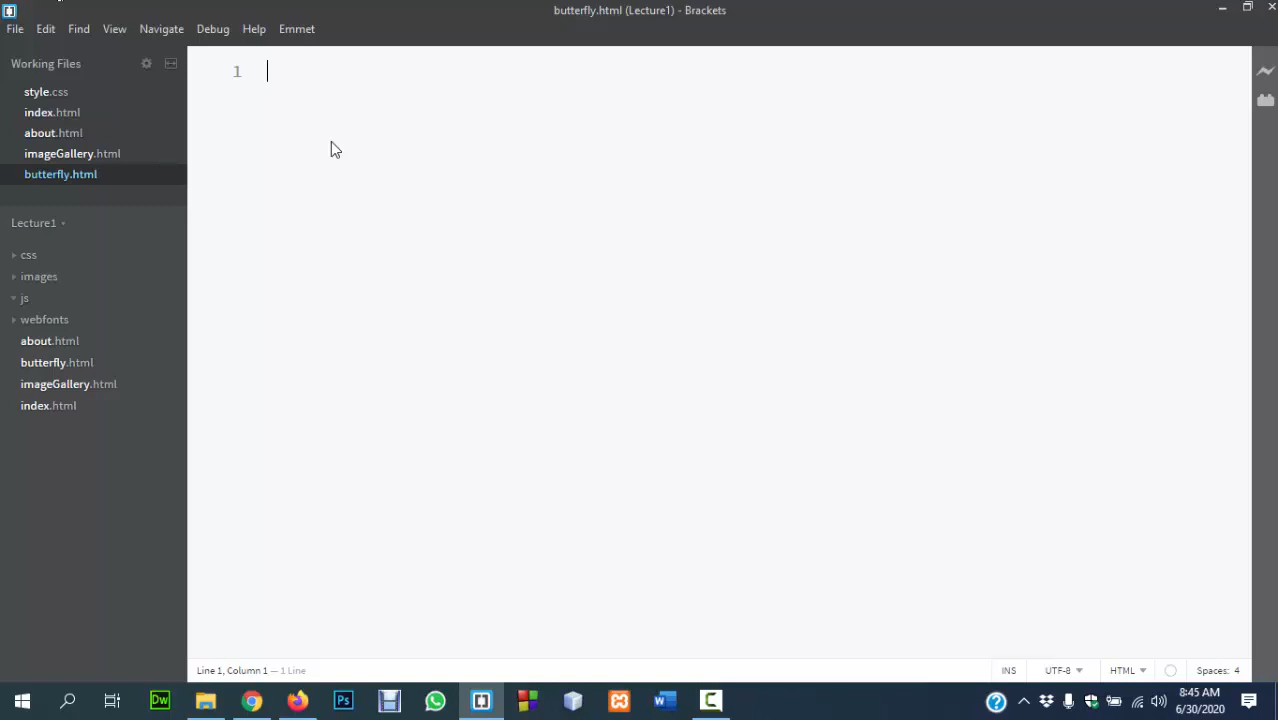 butterfly.html (Lecture1) - Brackets
File Edit Find View Navigate Debug Help Emmet
Working Files
style.css
index.html
about.html
imageGallery.html
butterfly.html
Lecture1
css
images
js
webfonts
about.html
butterfly.html
imageGallery.html
index.html
1
Line 1, Column 1 — 1 Line
INS UTF-8 HTML Spaces: 4
Dw Ps
8:45 AM
6/30/2020